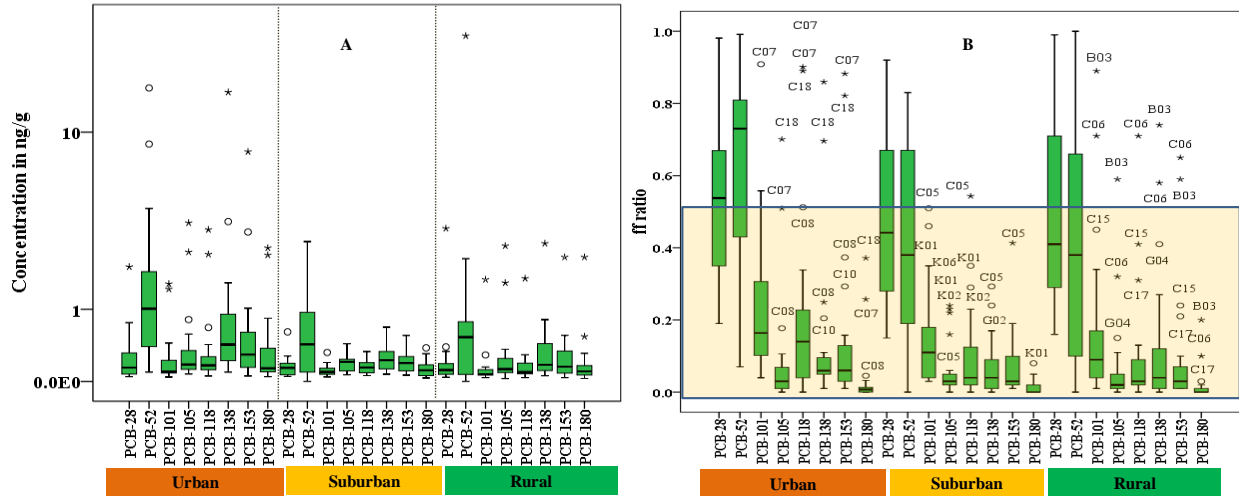 A
Concentration in ng/g
10
1
0.0E0
PCB-28
PCB-52
PCB-101
PCB-105
PCB-118
PCB-138
PCB-153
PCB-180
PCB-28
PCB-52
PCB-101
PCB-105
PCB-118
PCB-138
PCB-153
PCB-180
PCB-28
PCB-52
PCB-101
PCB-105
PCB-118
PCB-138
PCB-153
PCB-180
Urban
Suburban
Rural
B
ff ratio
1.0
0.8
0.6
0.4
0.2
0.0
C07
C07
C07
C18
C18
C18
C18
C07
C08
C08
C10
C18
C07
C08
C08
C10
C08
C05
C05
C05
K01
K06
K01
K01
K02
K02
C05
G02
C05
K01
B03
C06
C06
B03
B03
C06
C06
B03
C15
C15
G04
C06
C17
C15
G04
C17
B03
C06
C17
PCB-28
PCB-52
PCB-101
PCB-105
PCB-118
PCB-138
PCB-153
PCB-180
PCB-28
PCB-52
PCB-101
PCB-105
PCB-118
PCB-138
PCB-153
PCB-180
PCB-28
PCB-52
PCB-101
PCB-105
PCB-118
PCB-138
PCB-153
PCB-180
Urban
Suburban
Rural